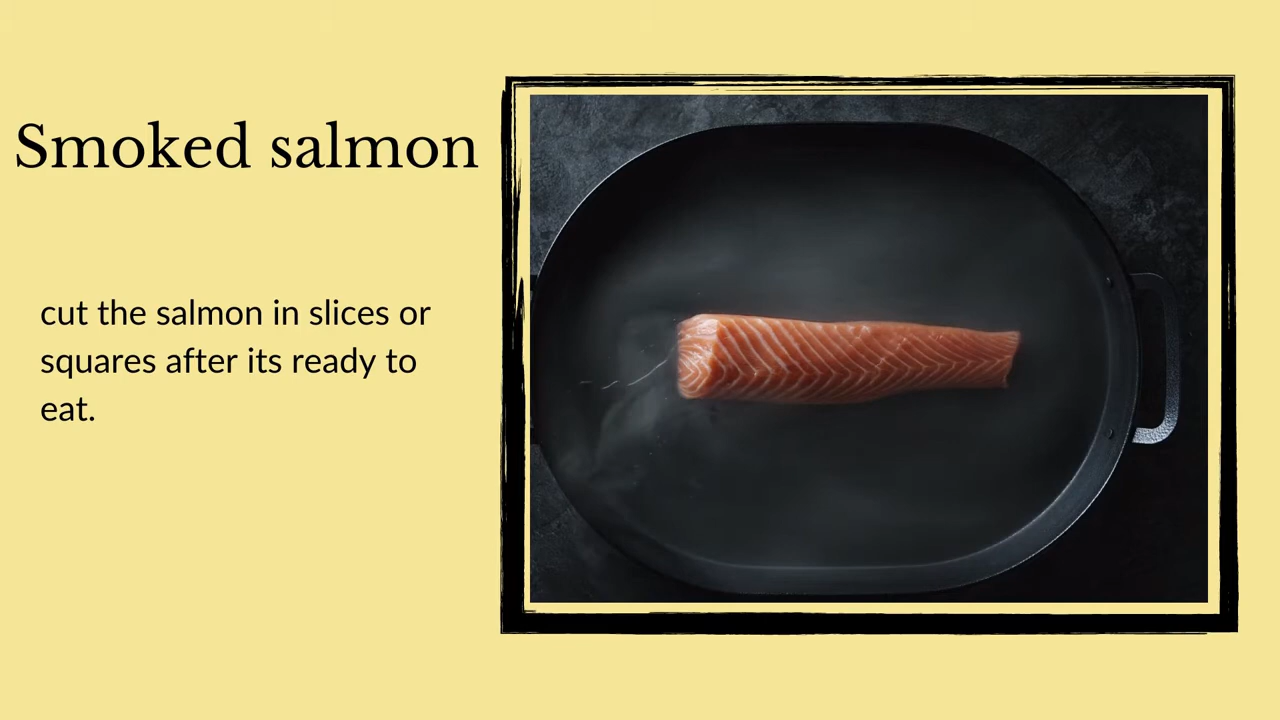 Smoked salmon
cut the salmon in slices or
squares after its ready to
eat.